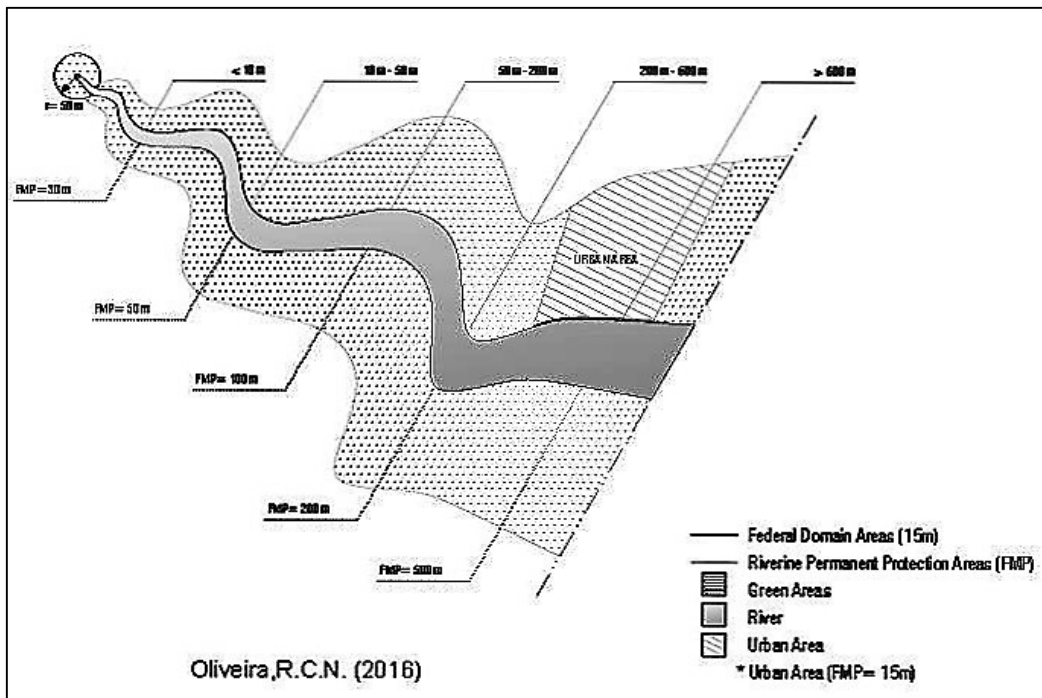 < 10 m
10 m - 50 m
50 m - 200 m
200 m - 600 m
> 600 m
r= 50 m
FMP= 30 m
URBAN AREA
FMP= 50 m
FMP= 100 m
FMP= 200 m
FMP= 500 m
Federal Domain Areas (15m)
Riverine Permanent Protection Areas (FMP)
Green Areas
River
Urban Area
* Urban Area (FMP= 15m)
Oliveira,R.C.N. (2016)